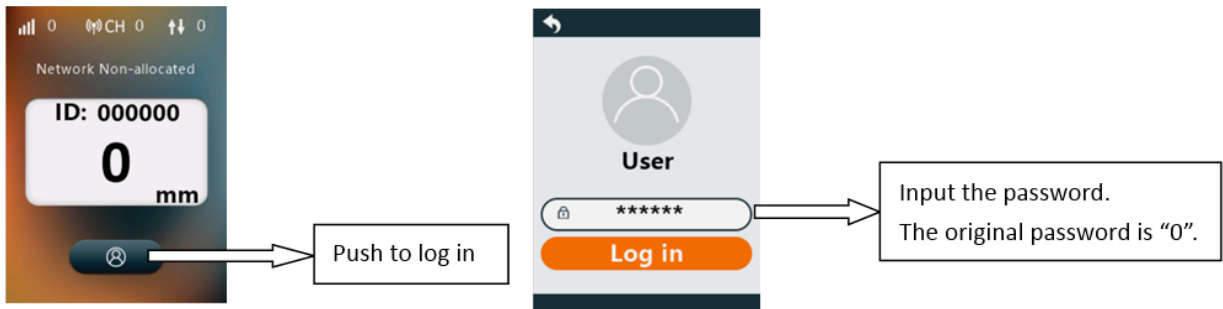 0 CH 0 0
Network Non-allocated
ID: 000000
0
mm
Push to log in
User
******
Log in
Input the password.
The original password is “0”.